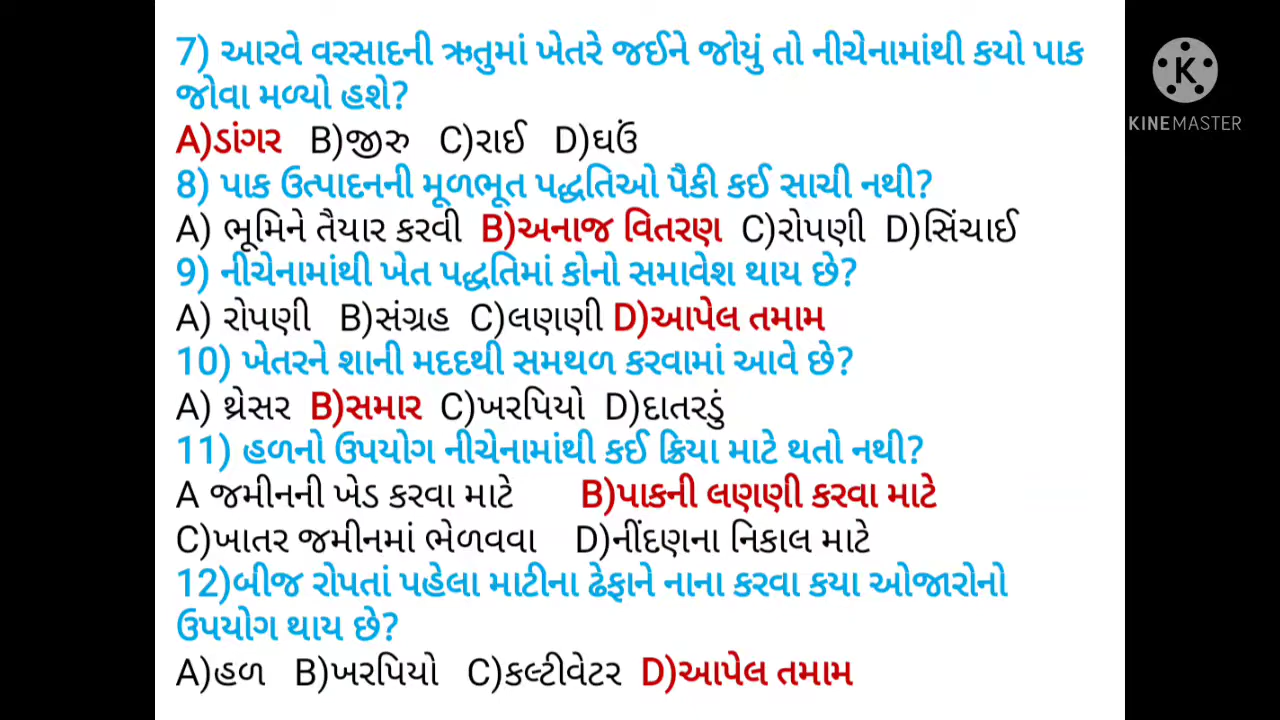 7) આરવે વરસાદની ઋતુમાં ખેતરે જઈને જોયું તો નીચેનામાંથી કયો પાક
જોવા મળ્યો હશે?
A)ડાંગર B)જીરુ C)રાઈ D)ઘઉં
8) પાક ઉત્પાદનની મૂળભૂત પદ્ધતિઓ પૈકી કઈ સાચી નથી?
A) ભૂમિને તૈયાર કરવી B)અનાજ વિતરણ C)રોપણી D)સિંચાઈ
9) નીચેનામાંથી ખેત પદ્ધતિમાં કોનો સમાવેશ થાય છે?
A) રોપણી B)સંગ્રહ C)લણણી D)આપેલ તમામ
10) ખેતરને શાની મદદથી સમથળ કરવામાં આવે છે?
A) થ્રેસર B)સમાર C)ખરપિયો D)દાતરડું
11) હળનો ઉપયોગ નીચેનામાંથી કઈ ક્રિયા માટે થતો નથી?
A જમીનની ખેડ કરવા માટે B)પાકની લણણી કરવા માટે
C)ખાતર જમીનમાં ભેળવવા D)નીંદણના નિકાલ માટે
12)બીજ રોપતાં પહેલા માટીના ઢેફાને નાના કરવા કયા ઓજારોનો
ઉપયોગ થાય છે?
A)હળ B)ખરપિયો C)કલ્ટીવેટર D)આપેલ તમામ
K
KINEMASTER